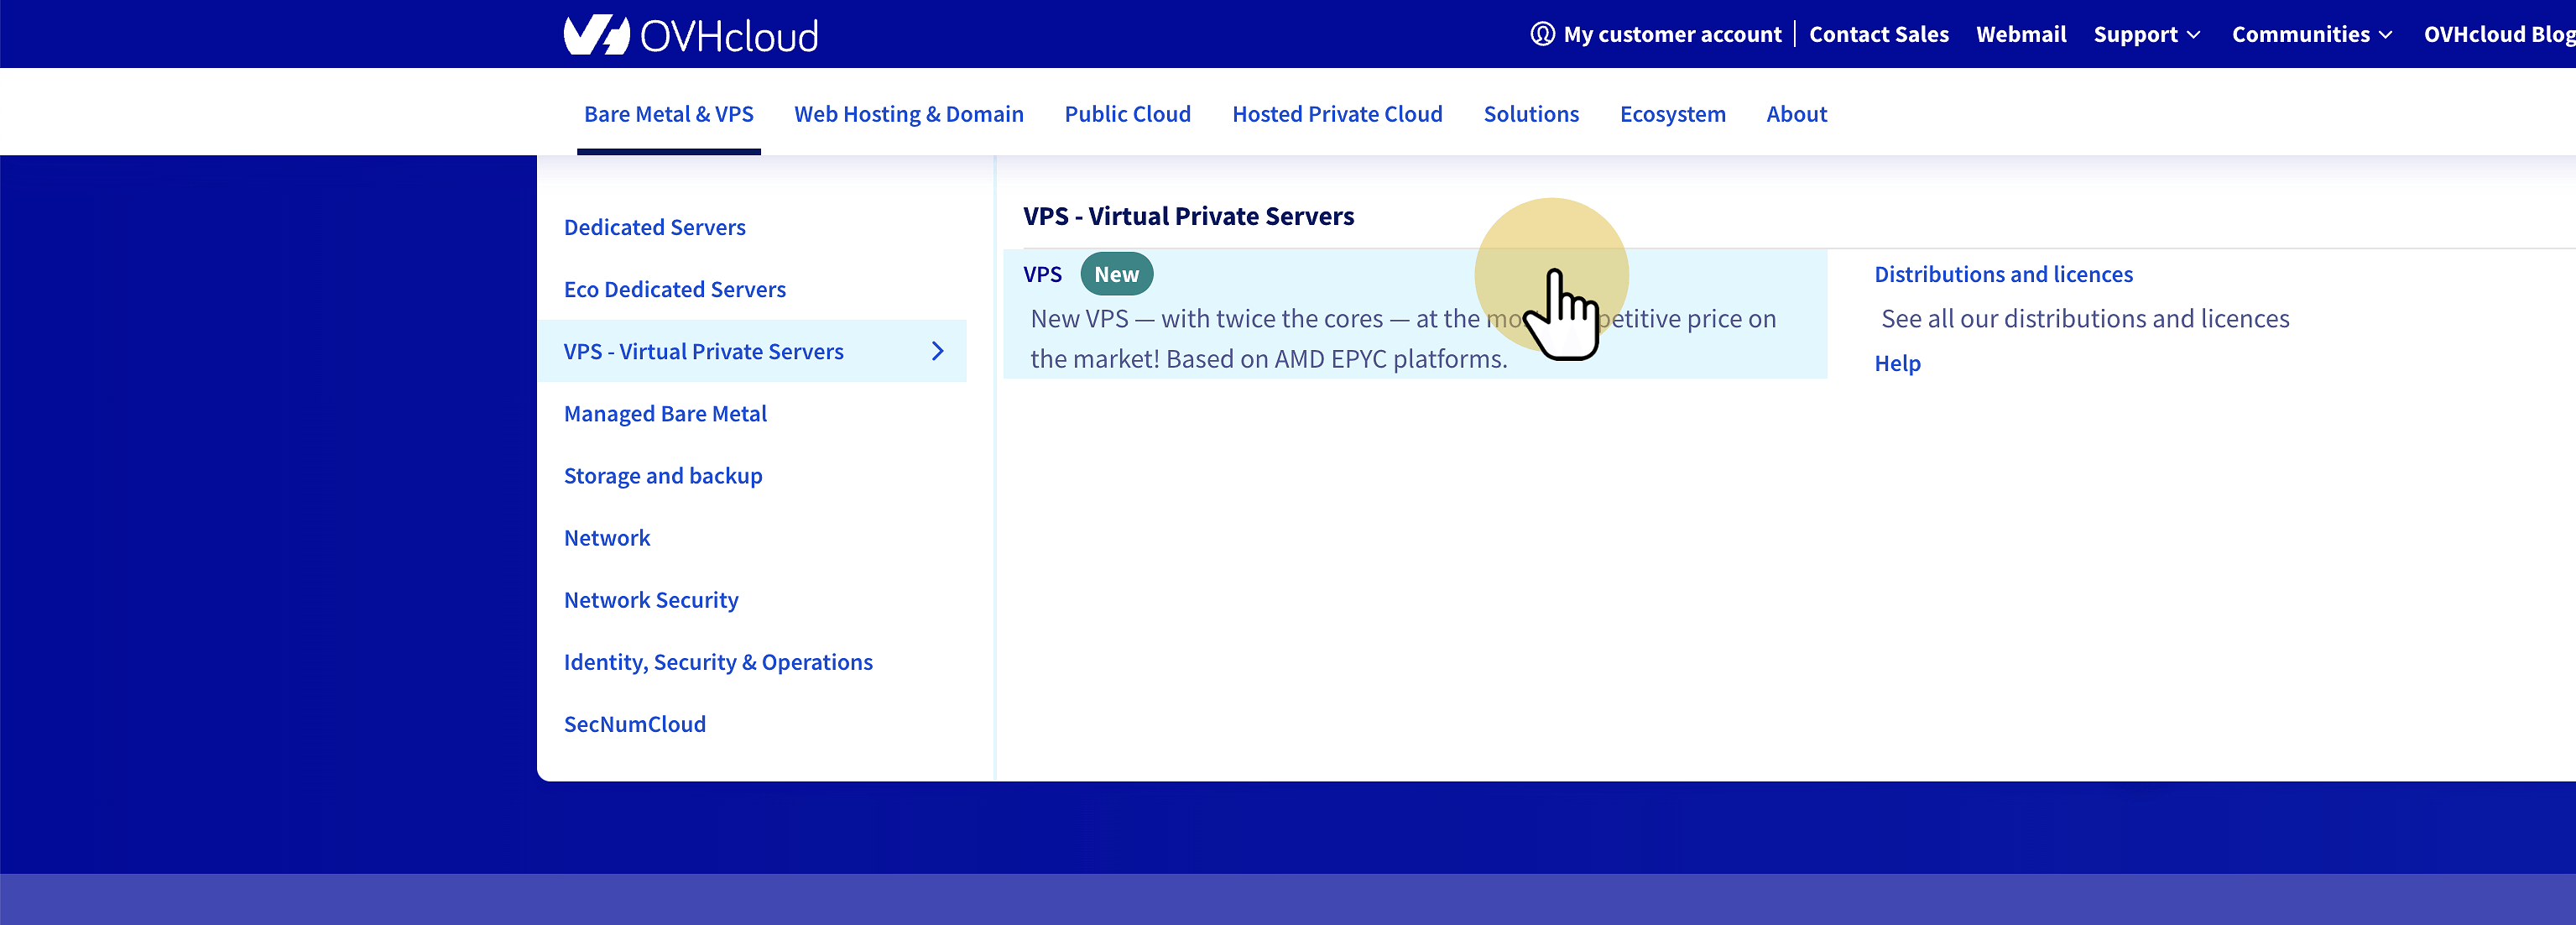 OVHcloud
My customer account
Contact Sales
Webmail
Support
Communities
OVHcloud Blog
Bare Metal & VPS
Web Hosting & Domain
Public Cloud
Hosted Private Cloud
Solutions
Ecosystem
About
Dedicated Servers
Eco Dedicated Servers
VPS - Virtual Private Servers
Managed Bare Metal
Storage and backup
Network
Network Security
Identity, Security & Operations
SecNumCloud
VPS - Virtual Private Servers
VPS New
New VPS — with twice the cores — at the price on
the market! Based on AMD EPYC platforms.
Distributions and licences
See all our distributions and licences
Help